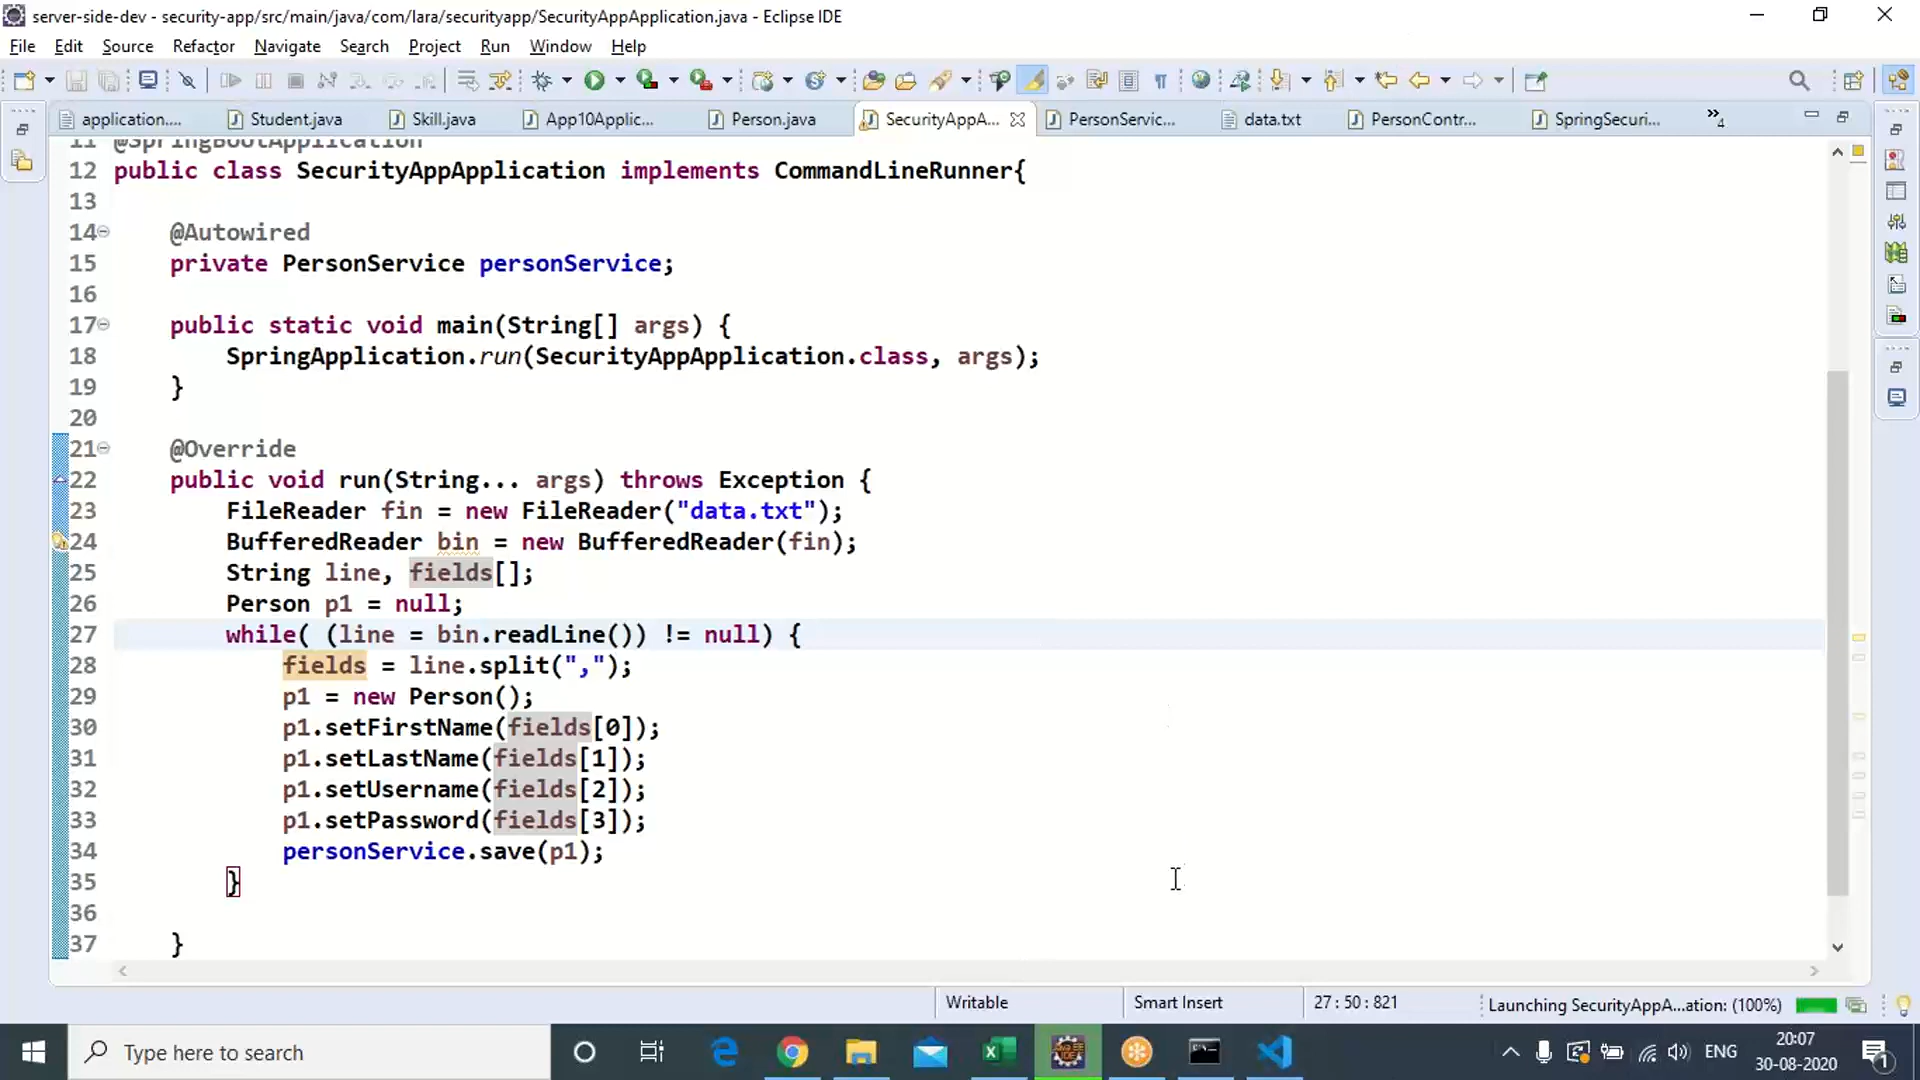 server-side-dev - security-app/src/main/java/com/lara/securityapp/SecurityAppApplication.java - Eclipse IDE
File Edit Source Refactor Navigate Search Project Run Window Help
application.... Student.java Skill.java App10Applic... Person.java SecurityAppA... PersonServic... data.txt PersonContr... SpringSecuri... »4
11 @SpringBootApplication
12 public class SecurityAppApplication implements CommandLineRunner{
13
14 @Autowired
15 private PersonService personService;
16
17 public static void main(String[] args) {
18 SpringApplication.run(SecurityAppApplication.class, args);
19 }
20
21 @Override
22 public void run(String... args) throws Exception {
23 FileReader fin = new FileReader("data.txt");
24 BufferedReader bin = new BufferedReader(fin);
25 String line, fields[];
26 Person p1 = null;
27 while( (line = bin.readLine()) != null) {
28 fields = line.split(",");
29 p1 = new Person();
30 p1.setFirstName(fields[0]);
31 p1.setLastName(fields[1]);
32 p1.setUsername(fields[2]);
33 p1.setPassword(fields[3]);
34 personService.save(p1);
35 }
36
37 }
Writable Smart Insert 27 : 50 : 821 Launching SecurityAppA...ation: (100%)
Type here to search ENG 20:07
30-08-2020 1